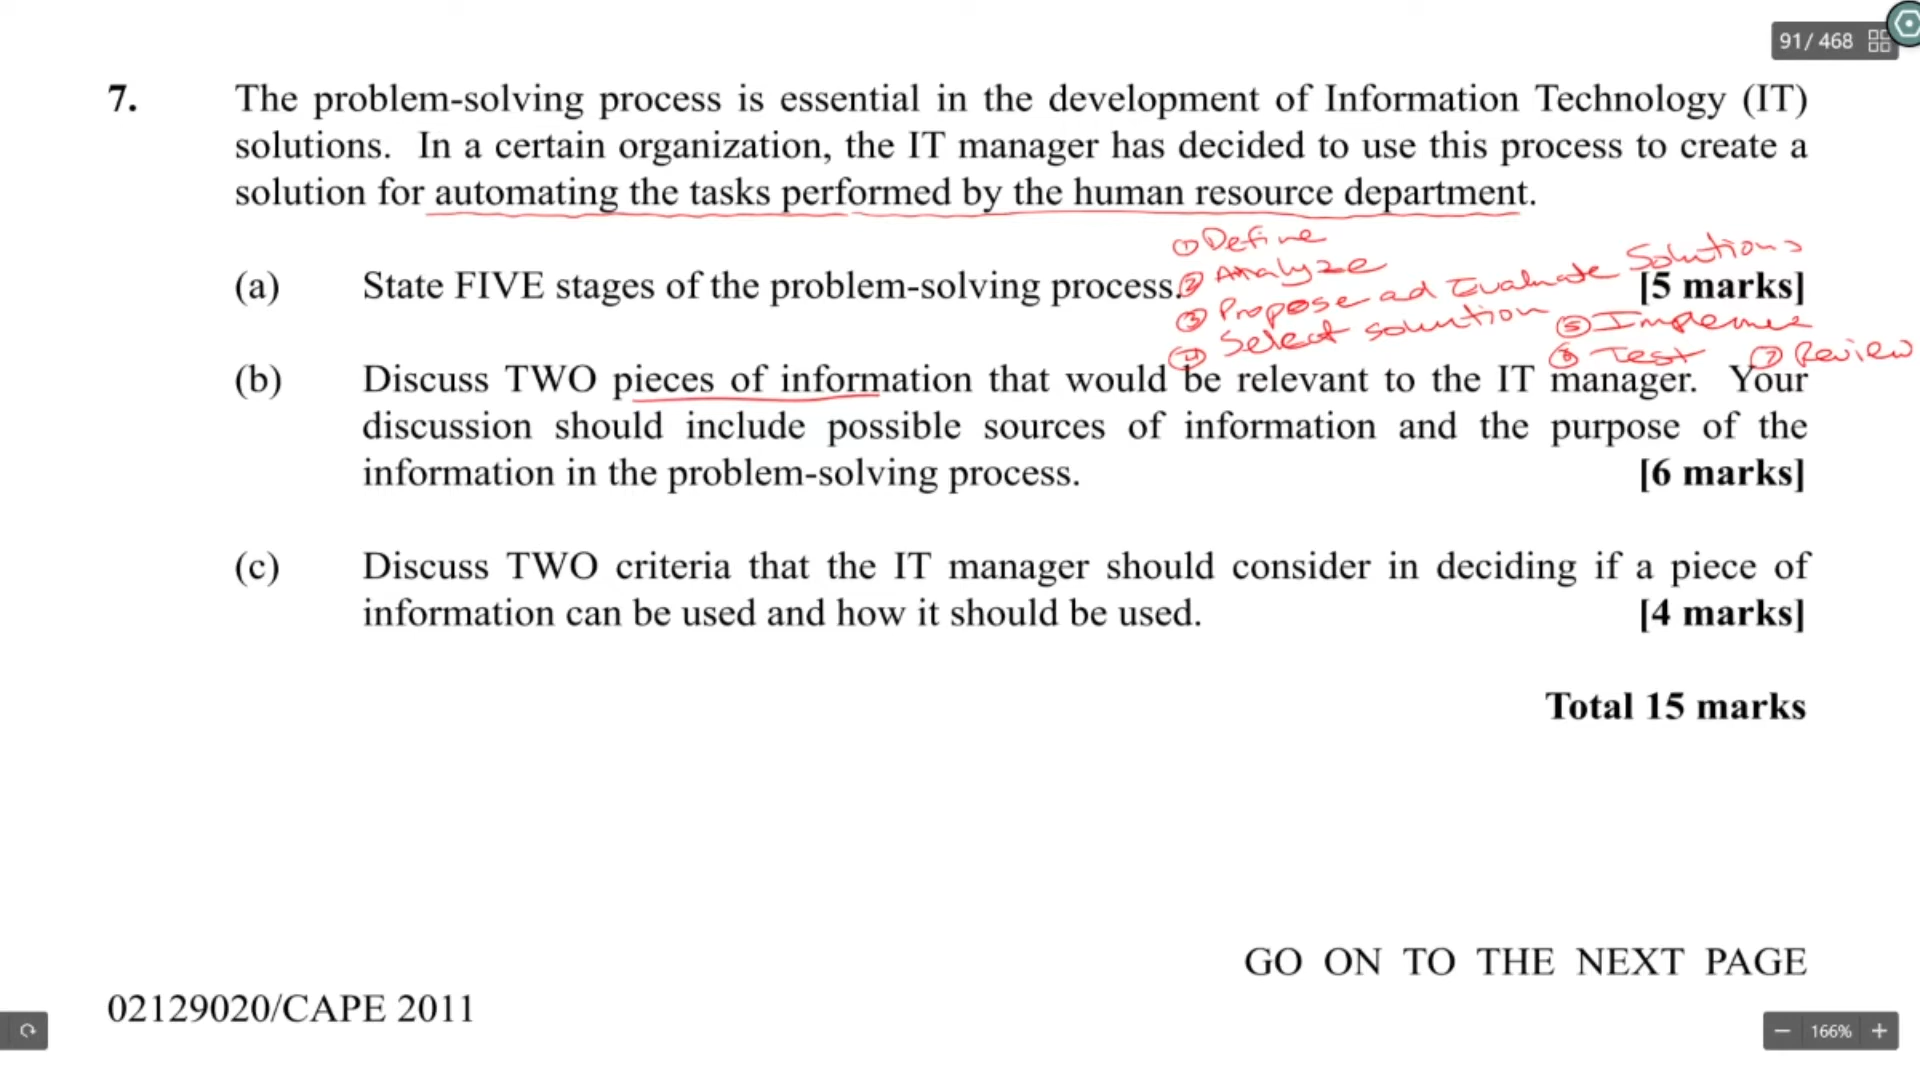 91/ 468
7. The problem-solving process is essential in the development of Information Technology (IT)
solutions. In a certain organization, the IT manager has decided to use this process to create a
solution for automating the tasks performed by the human resource department.
① Define
② Analyze
③ Propose ad Evaluate Solutions
④ Select solution ⑤ Implemen
⑥ Test ⑦ Review
(a) State FIVE stages of the problem-solving process. [5 marks]
(b) Discuss TWO pieces of information that would be relevant to the IT manager. Your
discussion should include possible sources of information and the purpose of the
information in the problem-solving process. [6 marks]
(c) Discuss TWO criteria that the IT manager should consider in deciding if a piece of
information can be used and how it should be used. [4 marks]
Total 15 marks
GO ON TO THE NEXT PAGE
02129020/CAPE 2011
166%